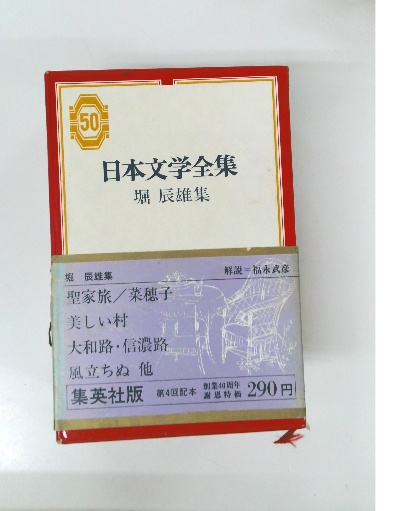 50
日本文学全集
堀 辰雄集
堀 辰雄集
解説=福永武彦
聖家族/菜穂子
美しい村
大和路・信濃路
風立ちぬ 他
集英社版
第4回配本
創業40周年
謝恩特価
290円